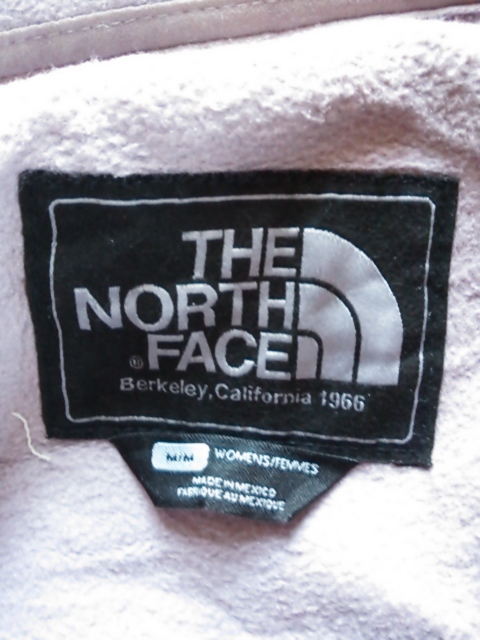 THE
NORTH
FACE
®
Berkeley, California 1966
M/M WOMENS/FEMMES
MADE IN MEXICO
FABRIQUE AU MEXIQUE